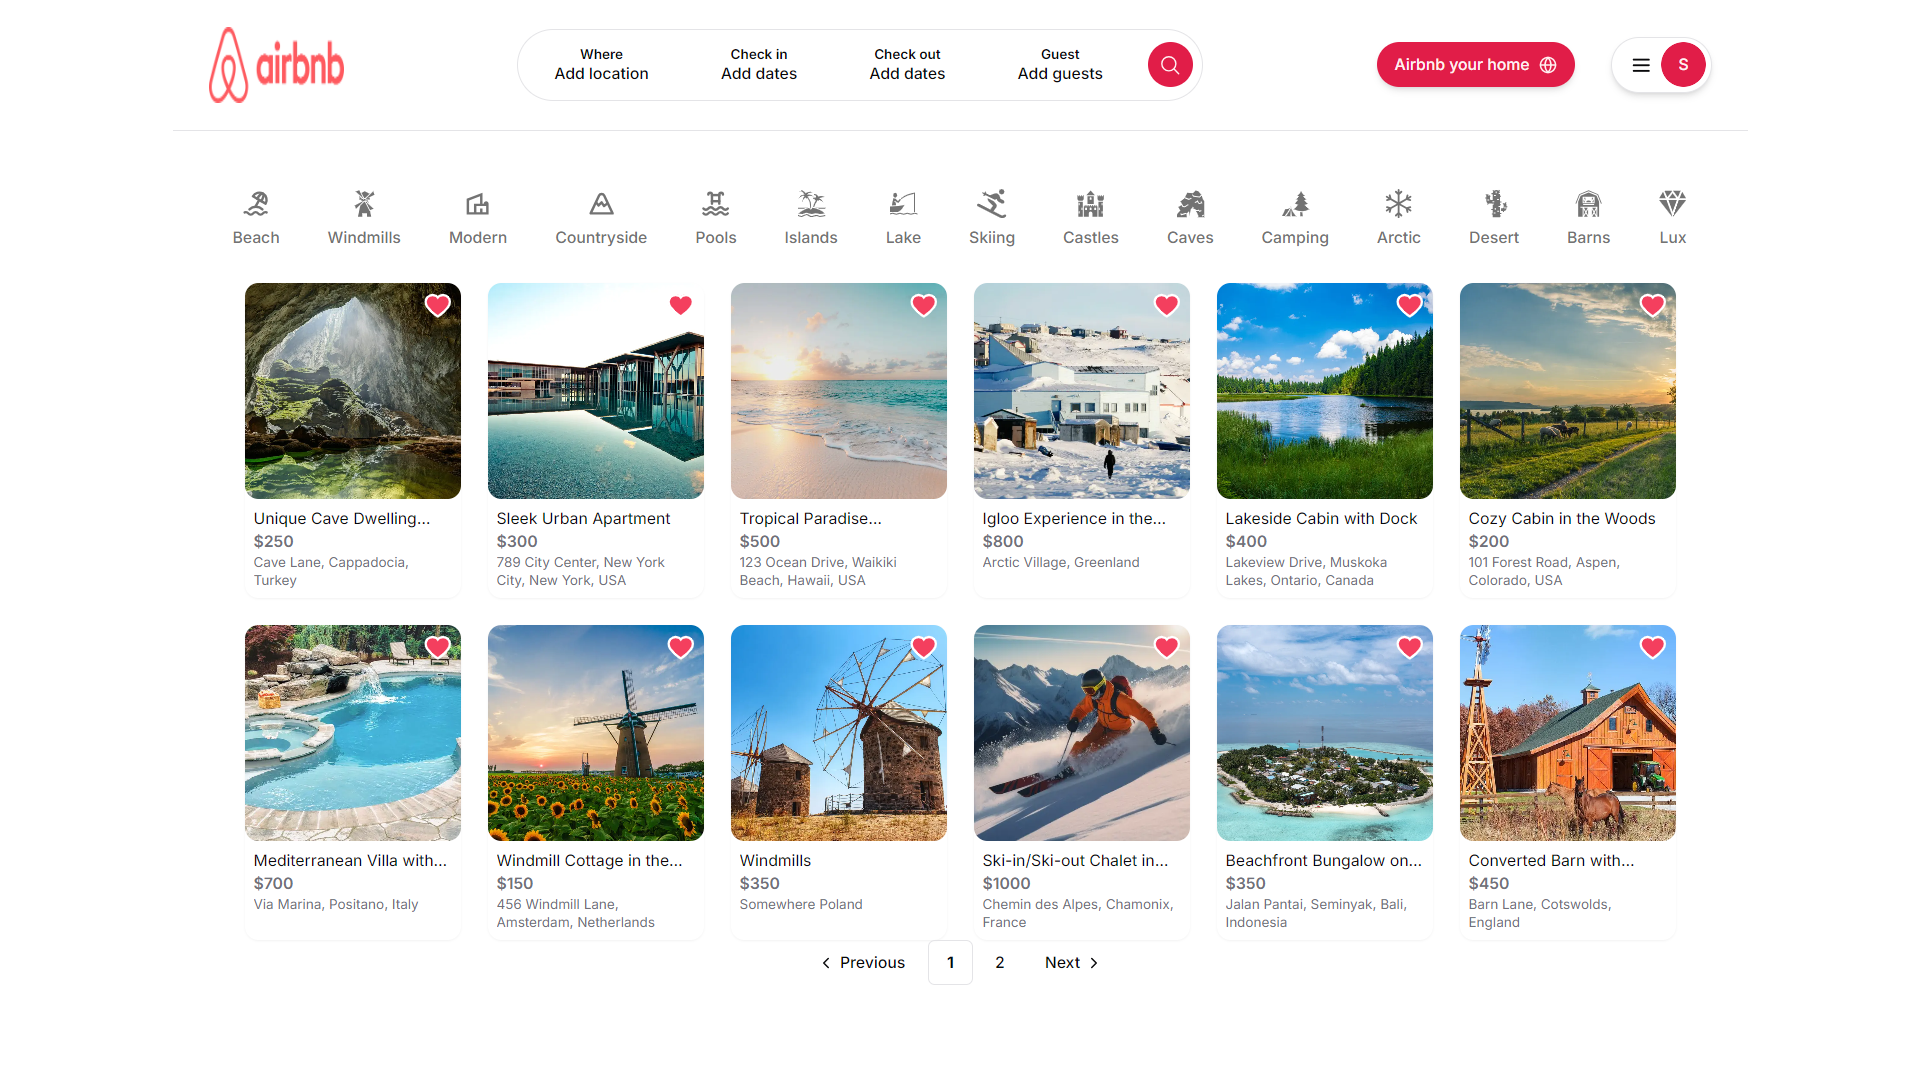 airbnb
Where
Add location
Check in
Add dates
Check out
Add dates
Guest
Add guests
Airbnb your home
S
Beach
Windmills
Modern
Countryside
Pools
Islands
Lake
Skiing
Castles
Caves
Camping
Arctic
Desert
Barns
Lux
Unique Cave Dwelling...
$250
Cave Lane, Cappadocia,
Turkey
Sleek Urban Apartment
$300
789 City Center, New York
City, New York, USA
Tropical Paradise...
$500
123 Ocean Drive, Waikiki
Beach, Hawaii, USA
Igloo Experience in the...
$800
Arctic Village, Greenland
Lakeside Cabin with Dock
$400
Lakeview Drive, Muskoka
Lakes, Ontario, Canada
Cozy Cabin in the Woods
$200
101 Forest Road, Aspen,
Colorado, USA
Mediterranean Villa with...
$700
Via Marina, Positano, Italy
Windmill Cottage in the...
$150
456 Windmill Lane,
Amsterdam, Netherlands
Windmills
$350
Somewhere Poland
Ski-in/Ski-out Chalet in...
$1000
Chemin des Alpes, Chamonix,
France
Beachfront Bungalow on...
$350
Jalan Pantai, Seminyak, Bali,
Indonesia
Converted Barn with...
$450
Barn Lane, Cotswolds,
England
Previous
1
2
Next